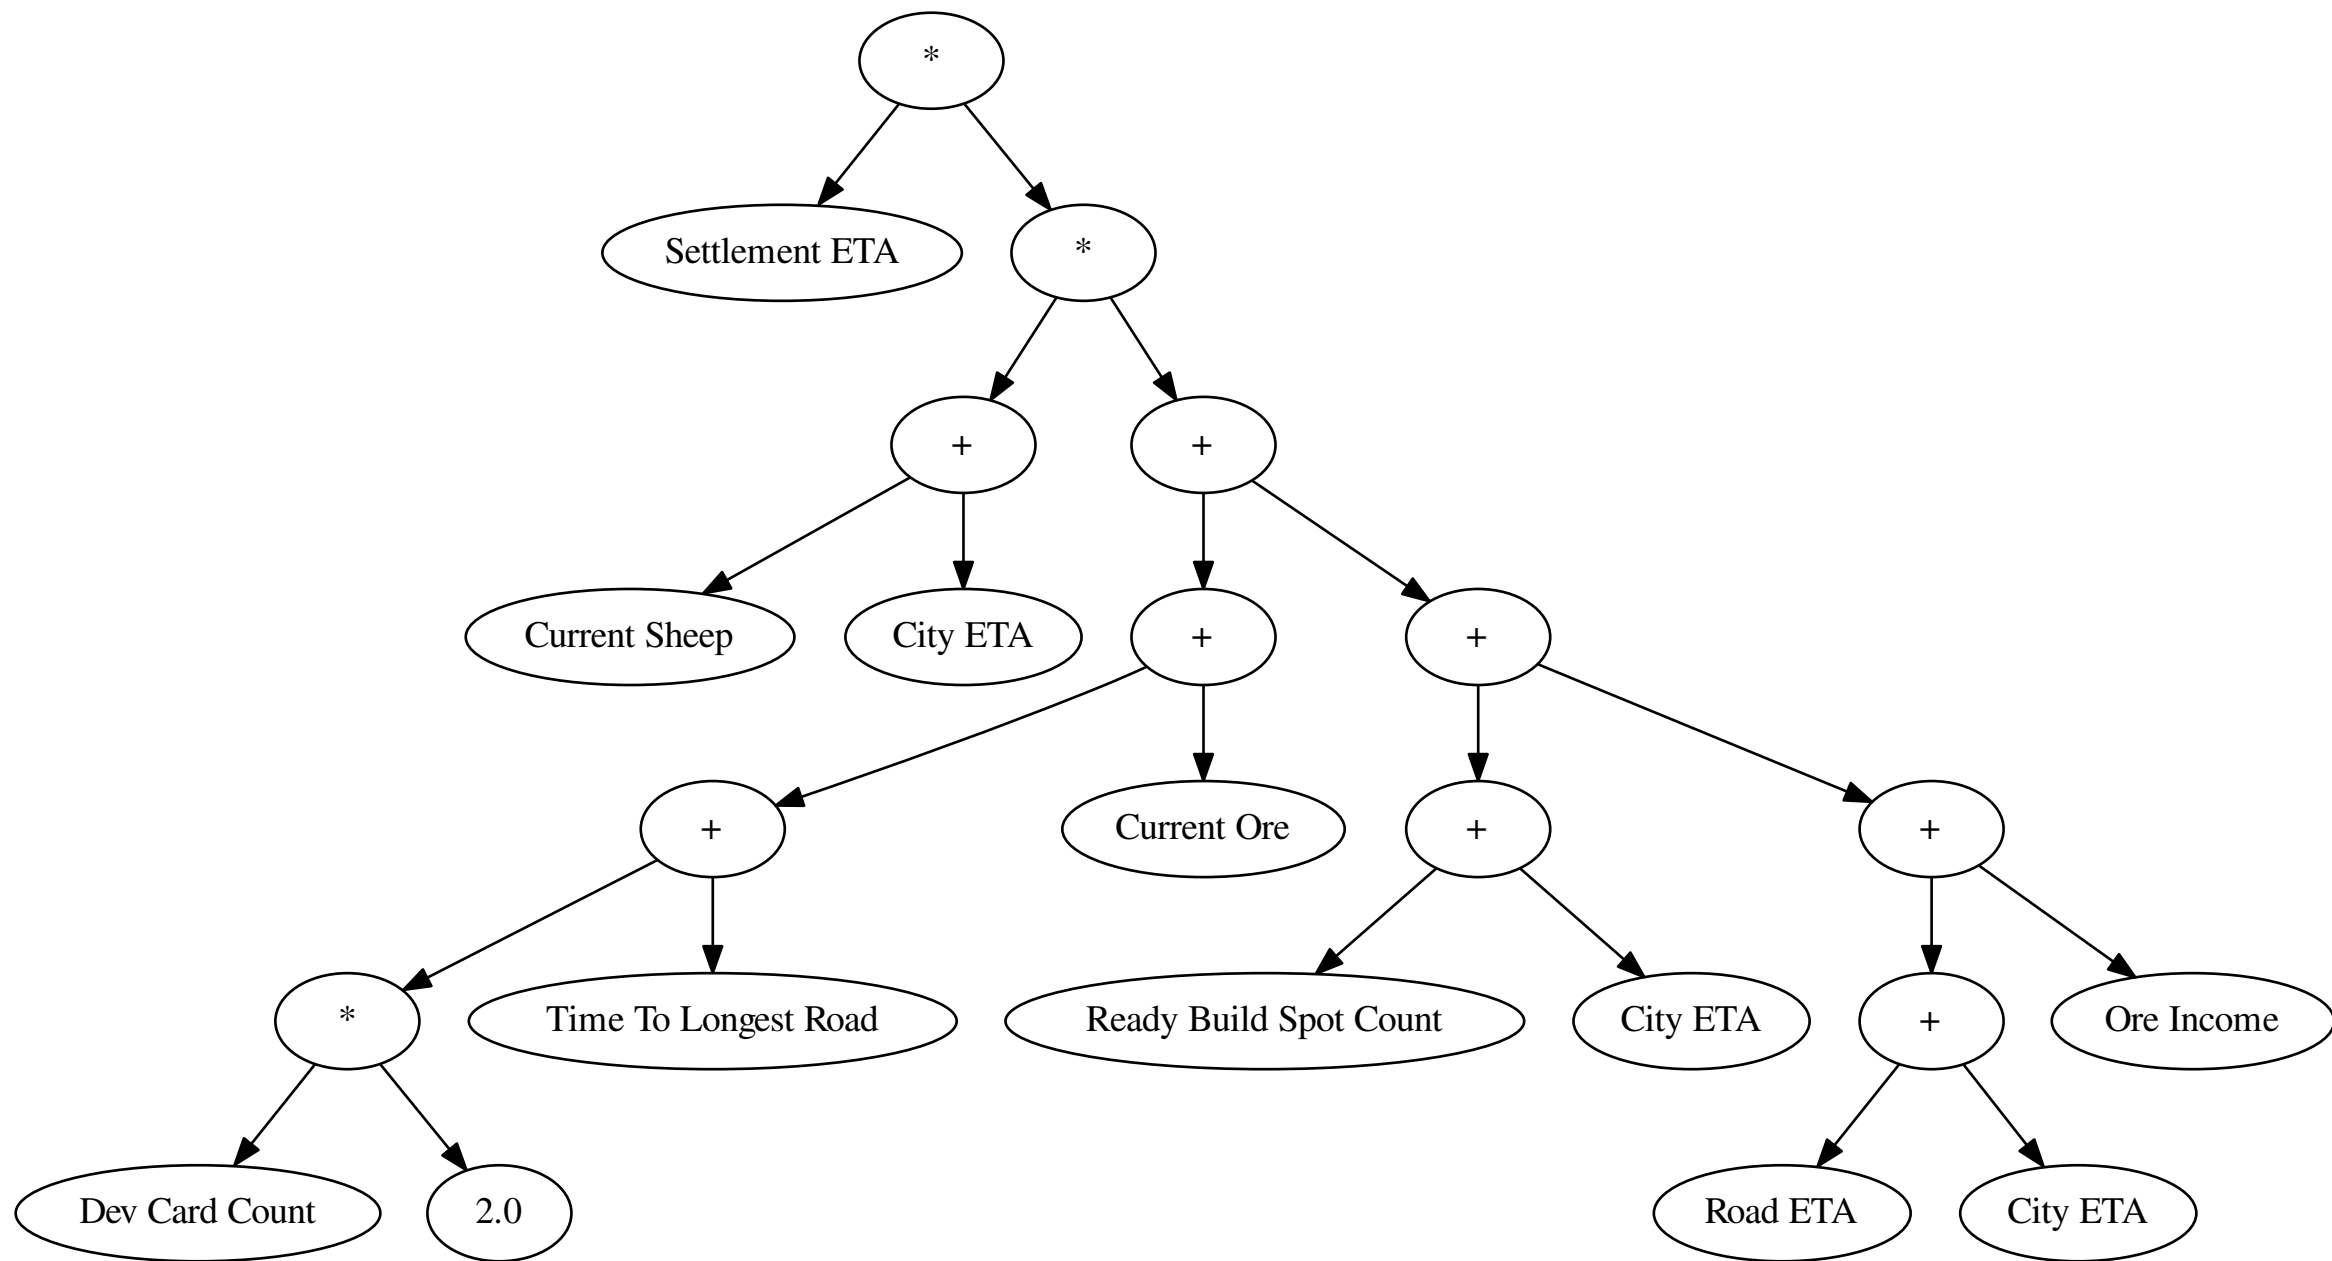 *
Settlement ETA
*
+
+
Current Sheep
City ETA
+
+
+
Current Ore
+
+
*
Time To Longest Road
Ready Build Spot Count
City ETA
+
Ore Income
Dev Card Count
2.0
Road ETA
City ETA